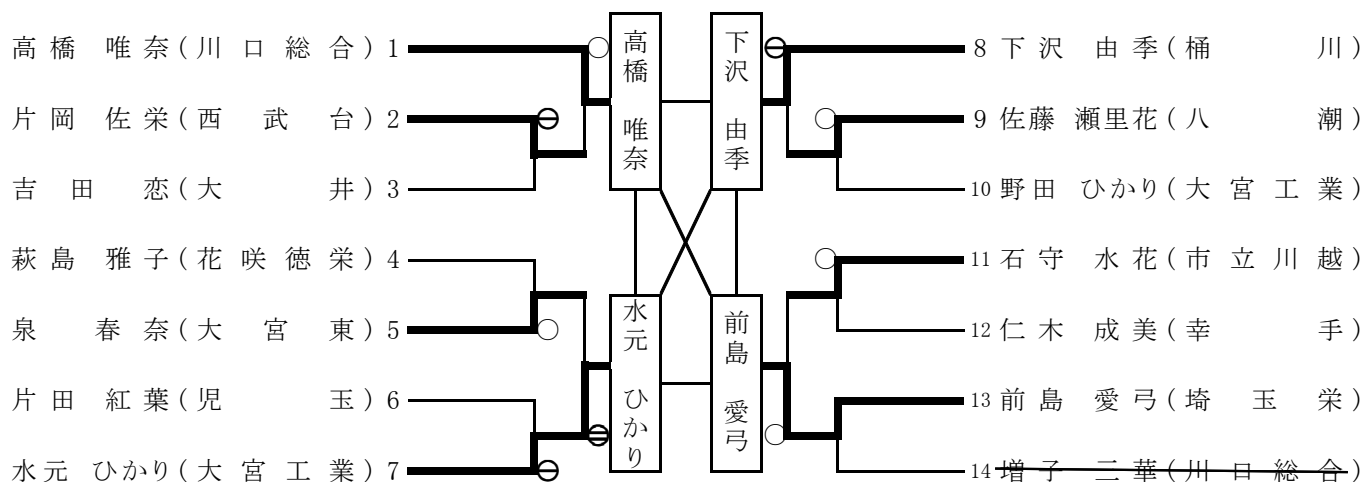 高橋 唯奈(川口総合) 1
片岡 佐栄(西武台) 2
吉田 恋(大井) 3
萩島 雅子(花咲徳栄) 4
泉 春奈(大宮東) 5
片田 紅葉(児玉) 6
水元 ひかり(大宮工業) 7
高橋 唯奈
下沢 由季
水元 ひかり
前島 愛弓
8 下沢 由季(桶川)
9 佐藤 瀬里花(八潮)
10 野田 ひかり(大宮工業)
11 石守 水花(市立川越)
12 仁木 成美(幸手)
13 前島 愛弓(埼玉栄)
14 増子 二華(川口総合)